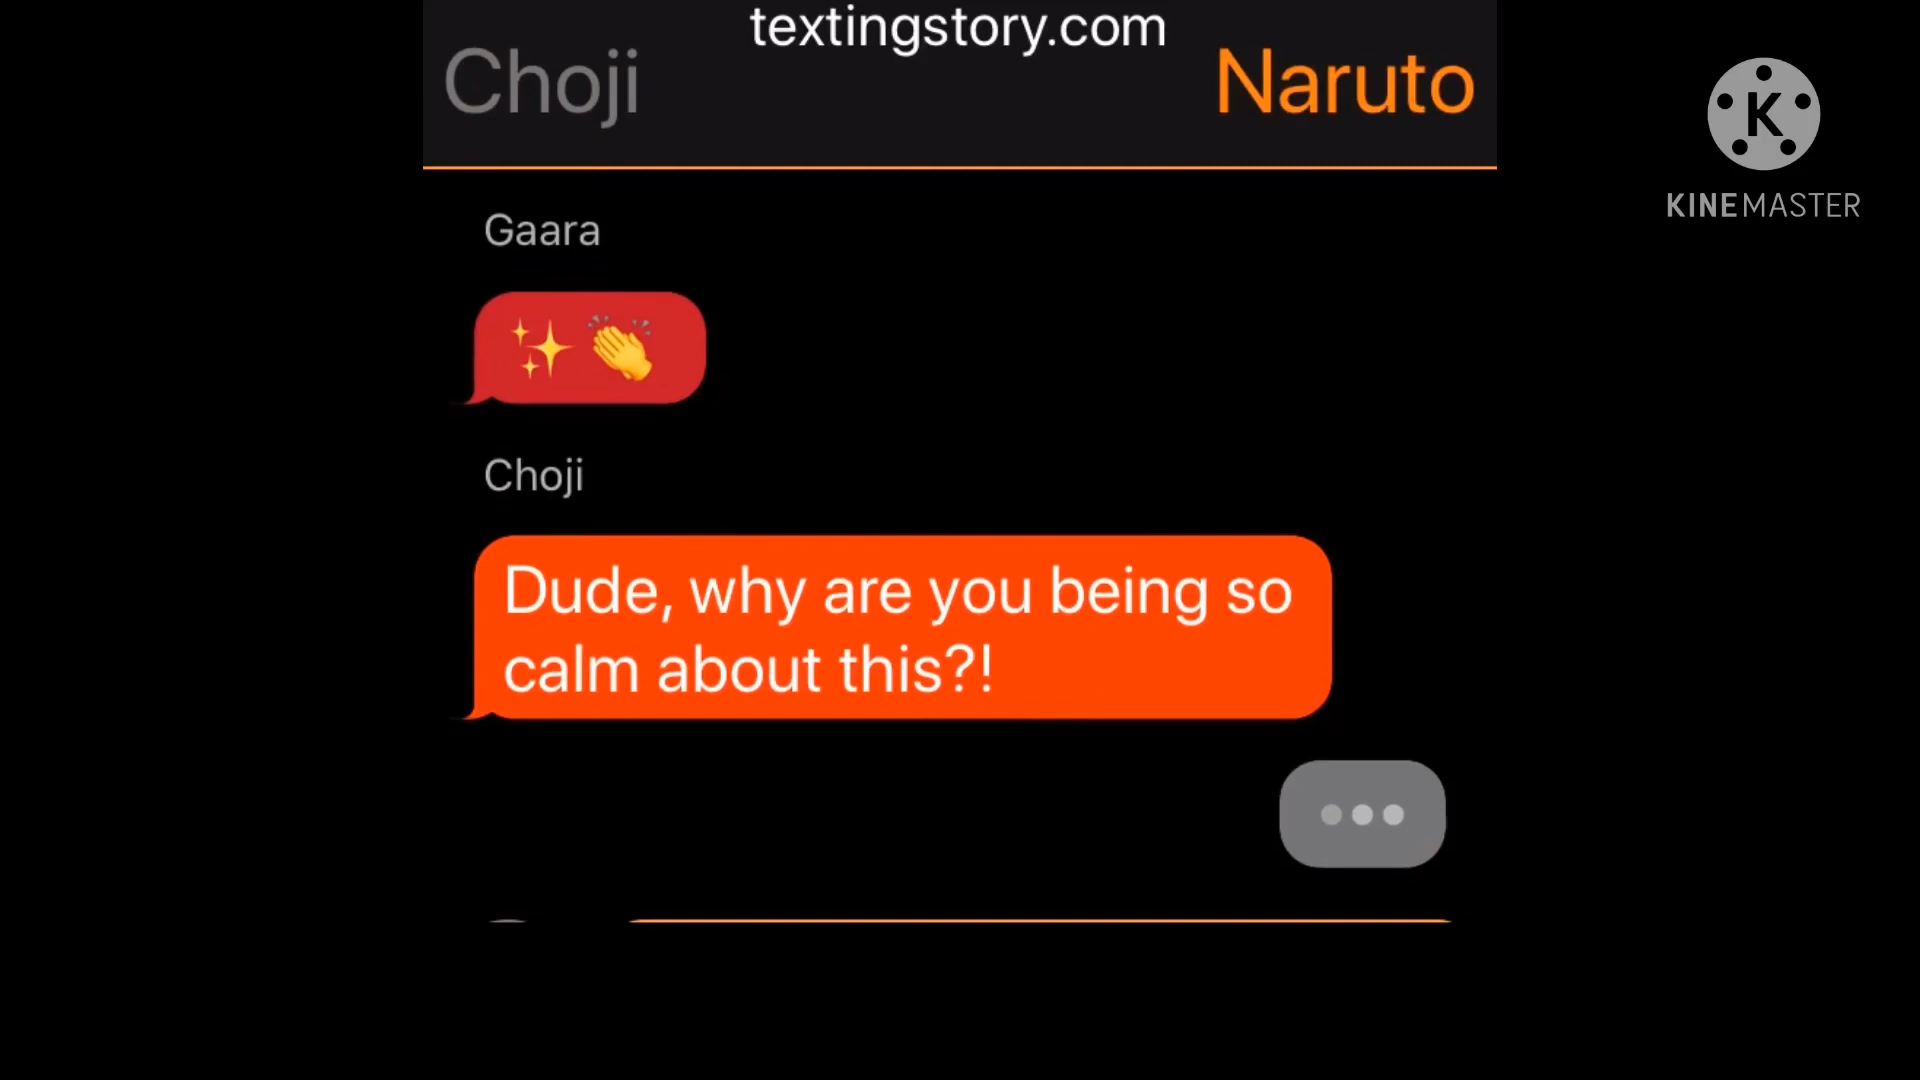 textingstory.com
Choji
Naruto
K
KINEMASTER
Gaara
✨👏
Choji
Dude, why are you being so
calm about this?!